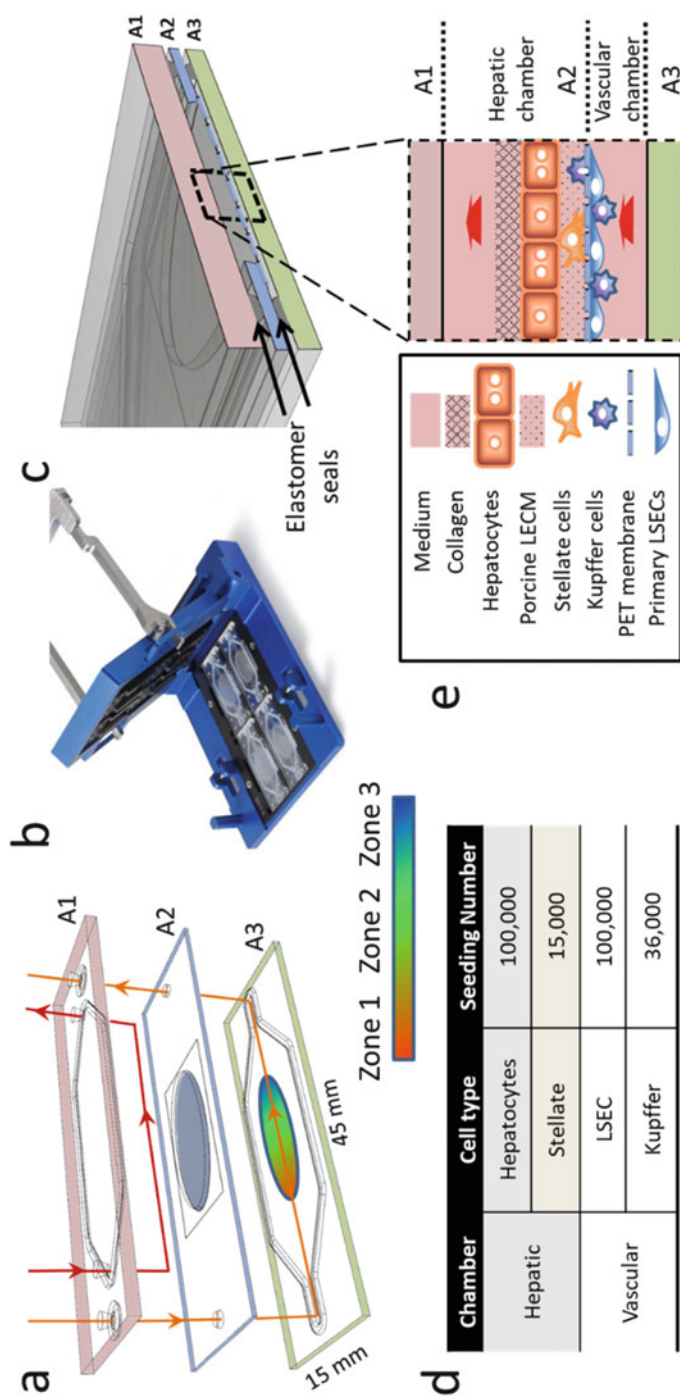 a
A1
A2
A3
15 mm
45 mm
Zone 1 Zone 2 Zone 3
b
c
A1
A2
A3
Elastomer
seals
d
Chamber Cell type Seeding Number
Hepatic Hepatocytes 100,000
Stellate 15,000
Vascular LSEC 100,000
Kupffer 36,000
e
Medium
Collagen
Hepatocytes
Porcine LECM
Stellate cells
Kupffer cells
PET membrane
Primary LSECs
A1
Hepatic
chamber
A2
Vascular
chamber
A3